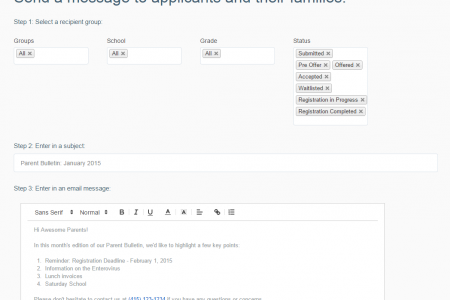 Send a message to applicants and their families:
Step 1: Select a recipient group:
Groups School Grade Status
All × All × All × Submitted ×
Pre Offer × Offered ×
Accepted ×
Waitlisted ×
Registration in Progress ×
Registration Completed ×
Step 2: Enter in a subject:
Parent Bulletin: January 2015
Step 3: Enter in an email message:
Sans Serif Normal B I U A A
Hi Awesome Parents!
In this month's edition of our Parent Bulletin, we'd like to highlight a few key points:
1. Reminder: Registration Deadline - February 1, 2015
2. Information on the Enterovirus
3. Lunch invoices
4. Saturday School
Please don't hesitate to contact us at (415) 123-1234 if you have any questions or concerns.